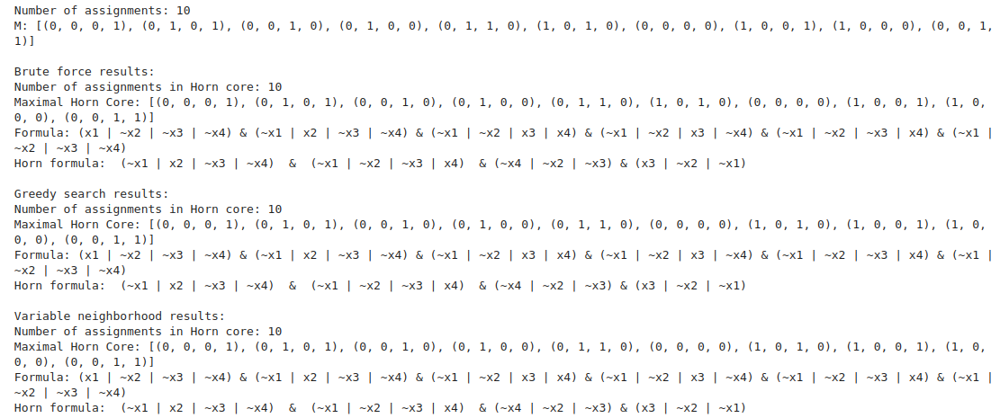 Number of assignments: 10
M: [(0, 0, 0, 1), (0, 1, 0, 1), (0, 0, 1, 0), (0, 1, 0, 0), (0, 1, 1, 0), (1, 0, 1, 0), (0, 0, 0, 0), (1, 0, 0, 1), (1, 0, 0, 0), (0, 0, 1,
1)]
Brute force results:
Number of assignments in Horn core: 10
Maximal Horn Core: [(0, 0, 0, 1), (0, 1, 0, 1), (0, 0, 1, 0), (0, 1, 0, 0), (0, 1, 1, 0), (1, 0, 1, 0), (0, 0, 0, 0), (1, 0, 0, 1), (1, 0,
0, 0), (0, 0, 1, 1)]
Formula: (x1 | ~x2 | ~x3 | ~x4) & (~x1 | x2 | ~x3 | ~x4) & (~x1 | ~x2 | x3 | x4) & (~x1 | ~x2 | x3 | ~x4) & (~x1 | ~x2 | ~x3 | x4) & (~x1 |
~x2 | ~x3 | ~x4)
Horn formula:  (~x1 | x2 | ~x3 | ~x4)  &  (~x1 | ~x2 | ~x3 | x4)  & (~x4 | ~x2 | ~x3) & (x3 | ~x2 | ~x1)
Greedy search results:
Number of assignments in Horn core: 10
Maximal Horn Core: [(0, 0, 0, 1), (0, 1, 0, 1), (0, 0, 1, 0), (0, 1, 0, 0), (0, 1, 1, 0), (0, 0, 0, 0), (1, 0, 1, 0), (1, 0, 0, 1), (1, 0,
0, 0), (0, 0, 1, 1)]
Formula: (x1 | ~x2 | ~x3 | ~x4) & (~x1 | x2 | ~x3 | ~x4) & (~x1 | ~x2 | x3 | x4) & (~x1 | ~x2 | x3 | ~x4) & (~x1 | ~x2 | ~x3 | x4) & (~x1 |
~x2 | ~x3 | ~x4)
Horn formula:  (~x1 | x2 | ~x3 | ~x4)  &  (~x1 | ~x2 | ~x3 | x4)  & (~x4 | ~x2 | ~x3) & (x3 | ~x2 | ~x1)
Variable neighborhood results:
Number of assignments in Horn core: 10
Maximal Horn Core: [(0, 0, 0, 1), (0, 1, 0, 1), (0, 0, 1, 0), (0, 1, 0, 0), (0, 1, 1, 0), (0, 0, 0, 0), (1, 0, 1, 0), (1, 0, 0, 1), (1, 0,
0, 0), (0, 0, 1, 1)]
Formula: (x1 | ~x2 | ~x3 | ~x4) & (~x1 | x2 | ~x3 | ~x4) & (~x1 | ~x2 | x3 | x4) & (~x1 | ~x2 | x3 | ~x4) & (~x1 | ~x2 | ~x3 | x4) & (~x1 |
~x2 | ~x3 | ~x4)
Horn formula:  (~x1 | x2 | ~x3 | ~x4)  &  (~x1 | ~x2 | ~x3 | x4)  & (~x4 | ~x2 | ~x3) & (x3 | ~x2 | ~x1)